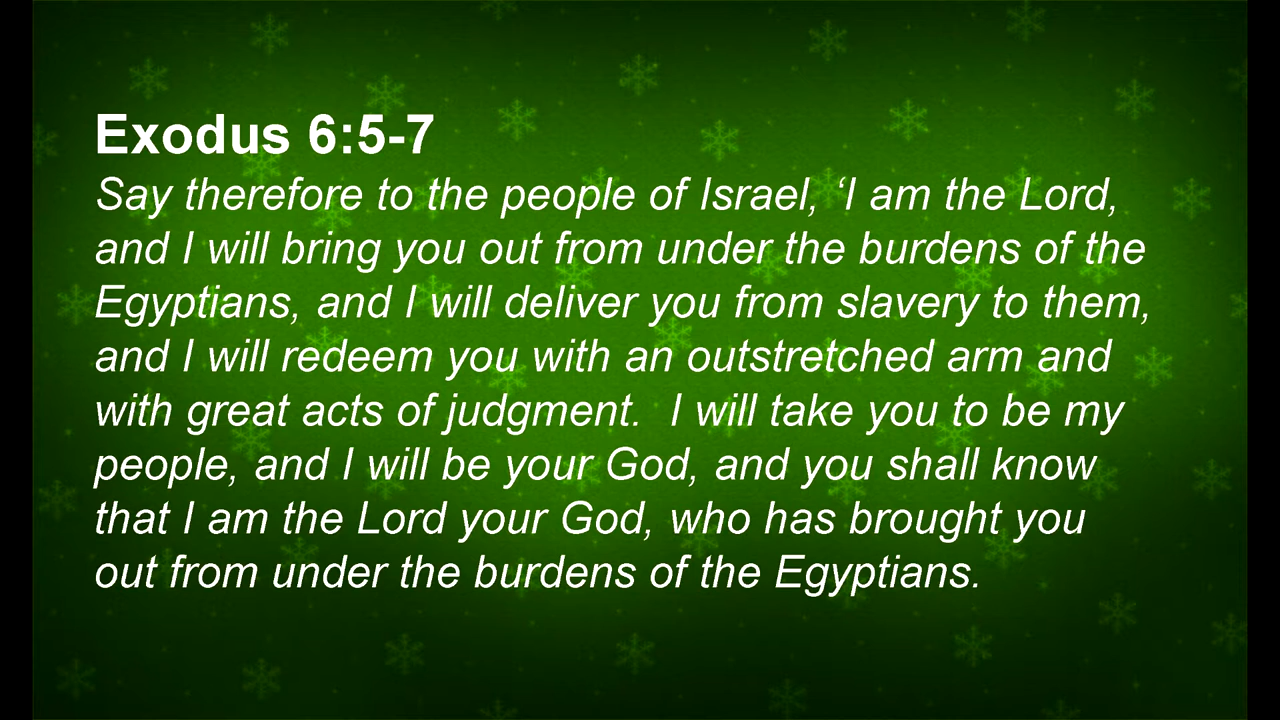 Exodus 6:5-7
Say therefore to the people of Israel, ‘I am the Lord,
and I will bring you out from under the burdens of the
Egyptians, and I will deliver you from slavery to them,
and I will redeem you with an outstretched arm and
with great acts of judgment.  I will take you to be my
people, and I will be your God, and you shall know
that I am the Lord your God, who has brought you
out from under the burdens of the Egyptians.